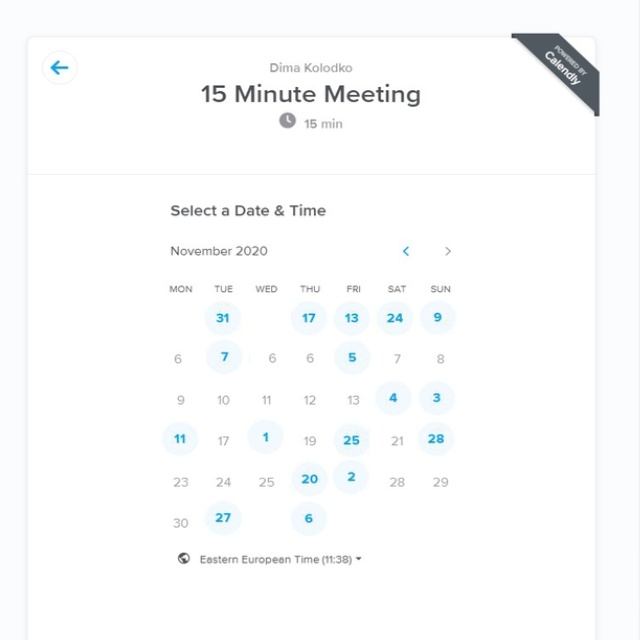 POWERED BY
Calendly
Dima Kolodko
15 Minute Meeting
15 min
Select a Date & Time
November 2020
MON TUE WED THU FRI SAT SUN
31 17 13 24 9
6 7 6 6 5 7 8
9 10 11 12 13 4 3
11 17 1 19 25 21 28
23 24 25 20 2 28 29
30 27 6
Eastern European Time (11:38)